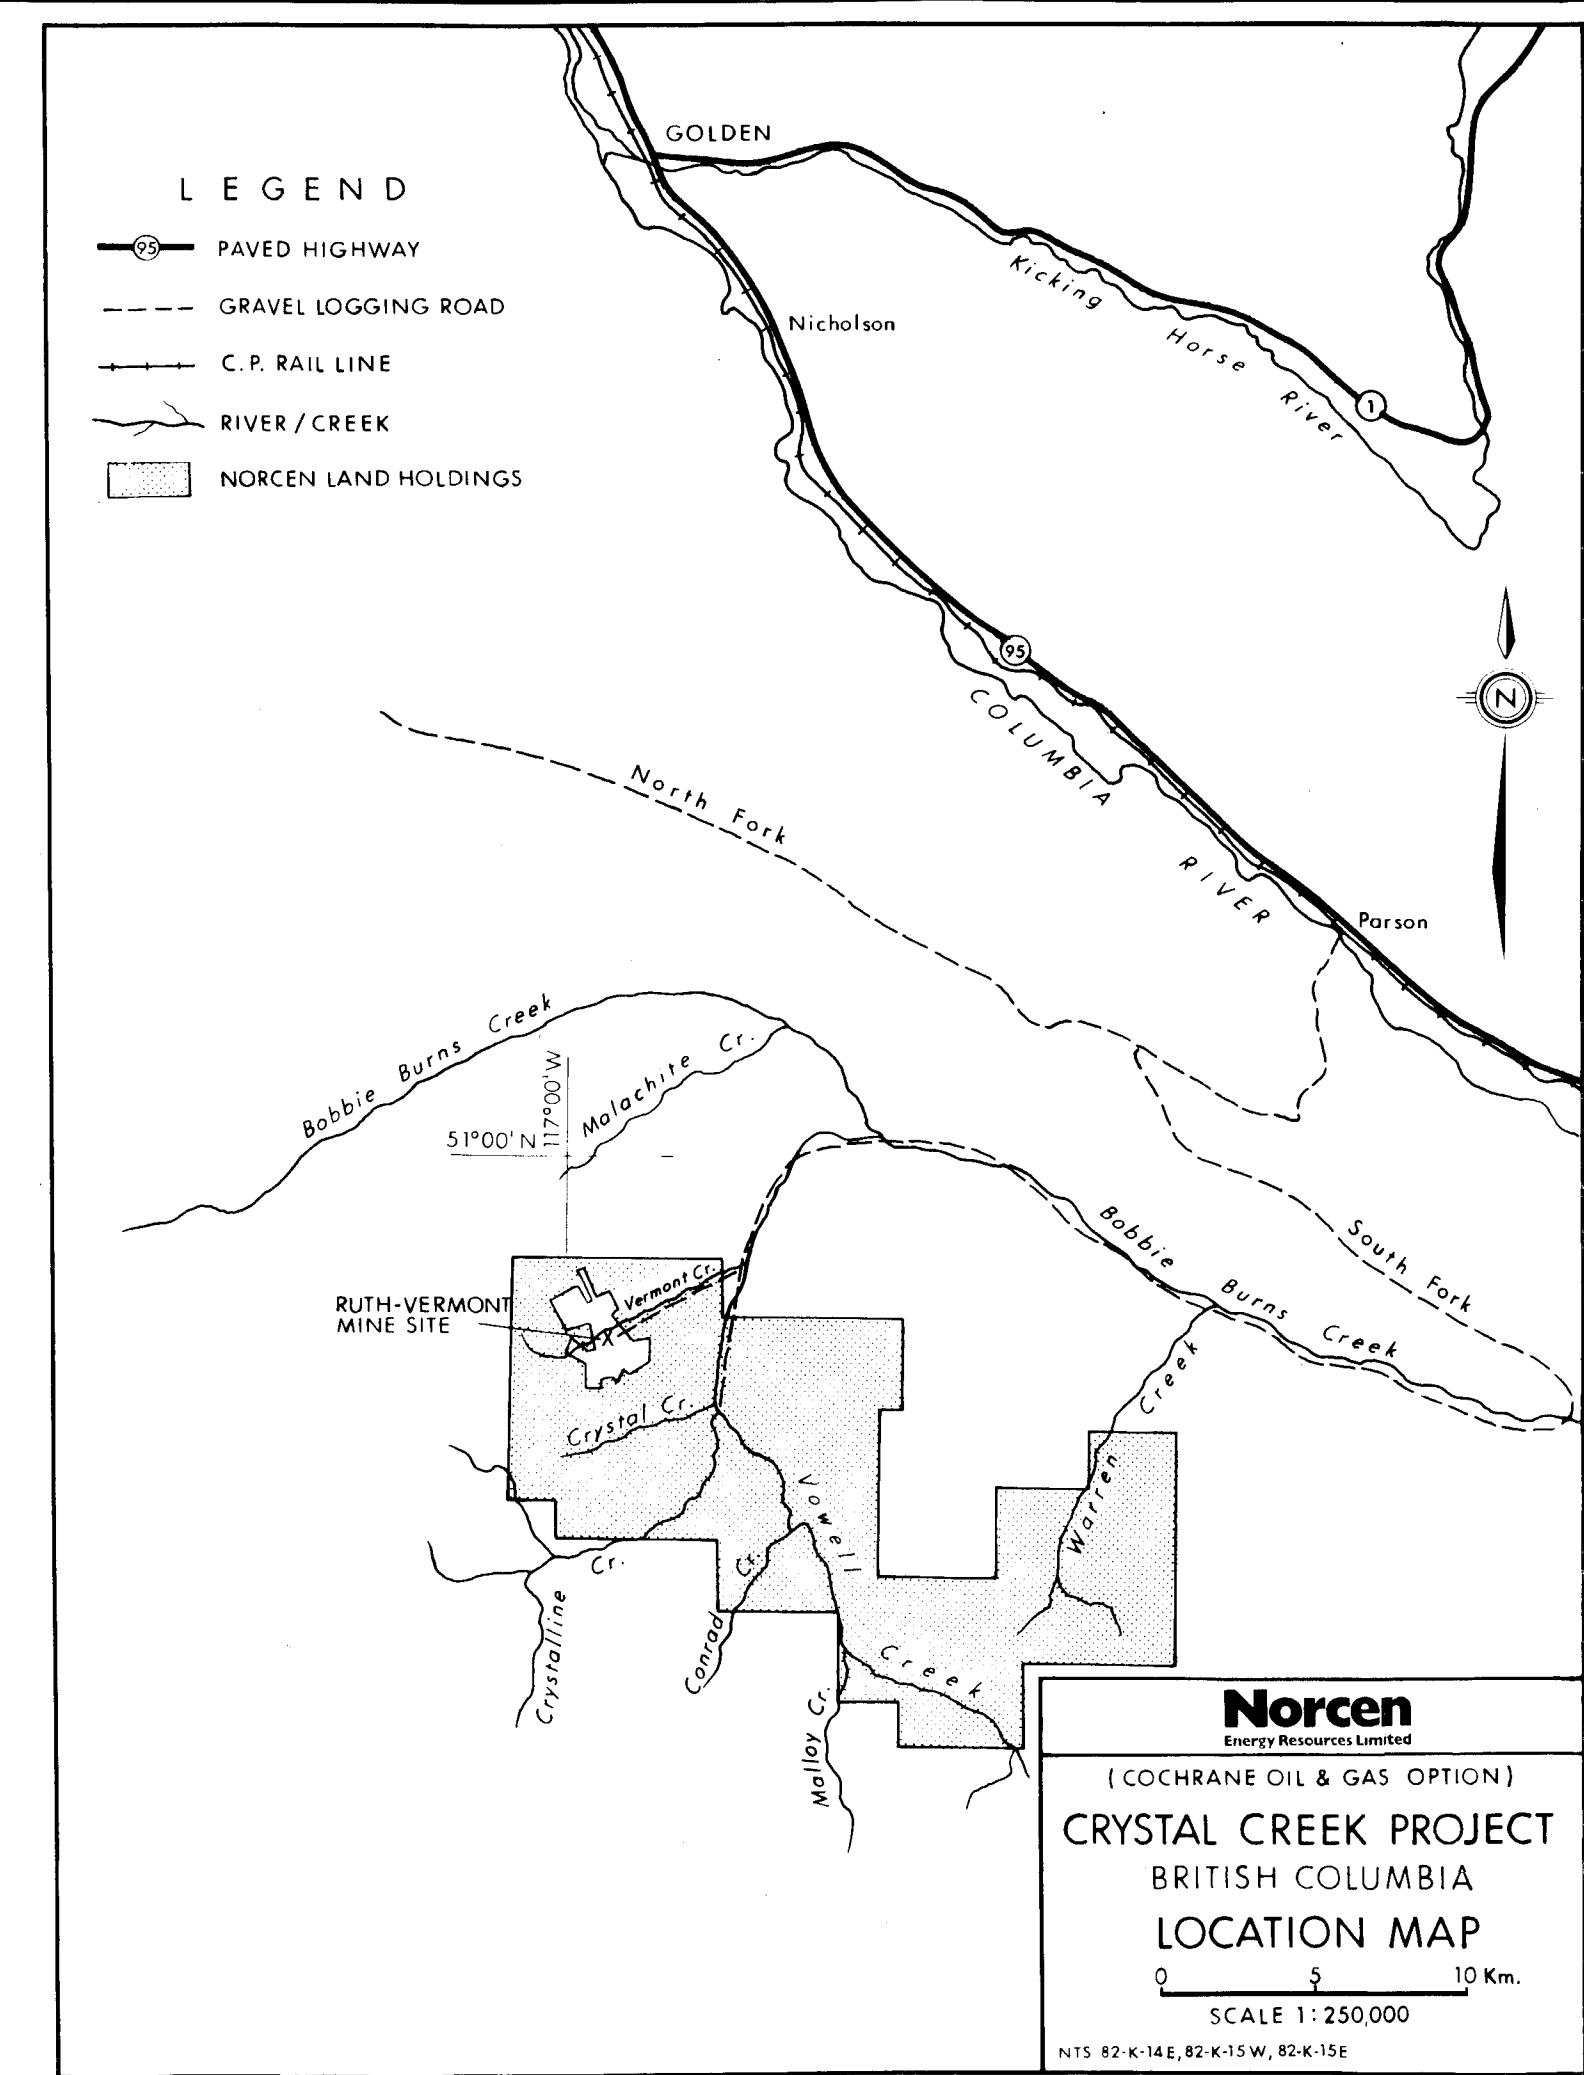 GOLDEN
LEGEND
95 PAVED HIGHWAY
GRAVEL LOGGING ROAD
C.P. RAIL LINE
RIVER / CREEK
NORCEN LAND HOLDINGS
Kicking Horse River
1
Nicholson
95
N
COLUMBIA RIVER
North Fork
Parson
Bobbie Burns Creek
Malachite Cr.
117°00'W
51°00'N
Bobbie Burns Creek
South Fork
Vermont Cr.
RUTH-VERMONT
MINE SITE
Crystal Cr.
Vowell Creek
Warren Creek
Crystalline Cr.
Conrad Cr.
Malloy Cr.
Norcen
Energy Resources Limited
(COCHRANE OIL & GAS OPTION)
CRYSTAL CREEK PROJECT
BRITISH COLUMBIA
LOCATION MAP
0 5 10 Km.
SCALE 1:250,000
NTS 82-K-14E, 82-K-15W, 82-K-15E